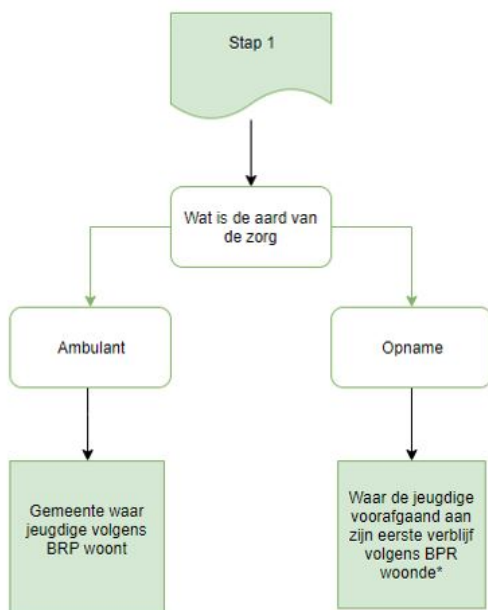 Stap 1
Wat is de aard van
de zorg
Ambulant
Opname
Gemeente waar
jeugdige volgens
BRP woont
Waar de jeugdige
voorafgaand aan
zijn eerste verblijf
volgens BPR
woonde*